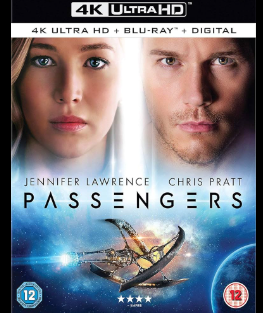 4K ULTRA HD
4K ULTRA HD + BLU-RAY + DIGITAL
JENNIFER LAWRENCE CHRIS PRATT
PASSENGERS
12 12
★★★★